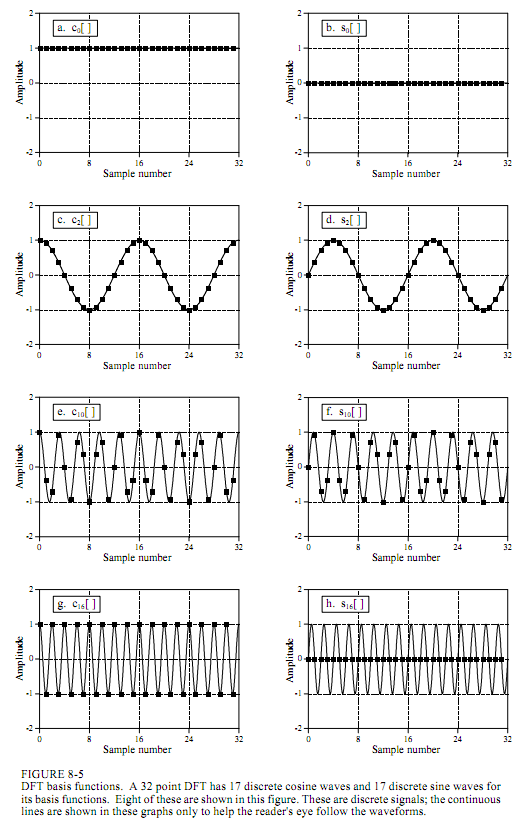 a. c0[ ]
2
1
0
-1
-2
Amplitude
0 8 16 24 32
Sample number
b. s0[ ]
2
1
0
-1
-2
Amplitude
0 8 16 24 32
Sample number
c. c2[ ]
2
1
0
-1
-2
Amplitude
0 8 16 24 32
Sample number
d. s2[ ]
2
1
0
-1
-2
Amplitude
0 8 16 24 32
Sample number
e. c10[ ]
2
1
0
-1
-2
Amplitude
0 8 16 24 32
Sample number
f. s10[ ]
2
1
0
-1
-2
Amplitude
0 8 16 24 32
Sample number
g. c16[ ]
2
1
0
-1
-2
Amplitude
0 8 16 24 32
Sample number
h. s16[ ]
2
1
0
-1
-2
Amplitude
0 8 16 24 32
Sample number
FIGURE 8-5
DFT basis functions. A 32 point DFT has 17 discrete cosine waves and 17 discrete sine waves for
its basis functions. Eight of these are shown in this figure. These are discrete signals; the continuous
lines are shown in these graphs only to help the reader's eye follow the waveforms.